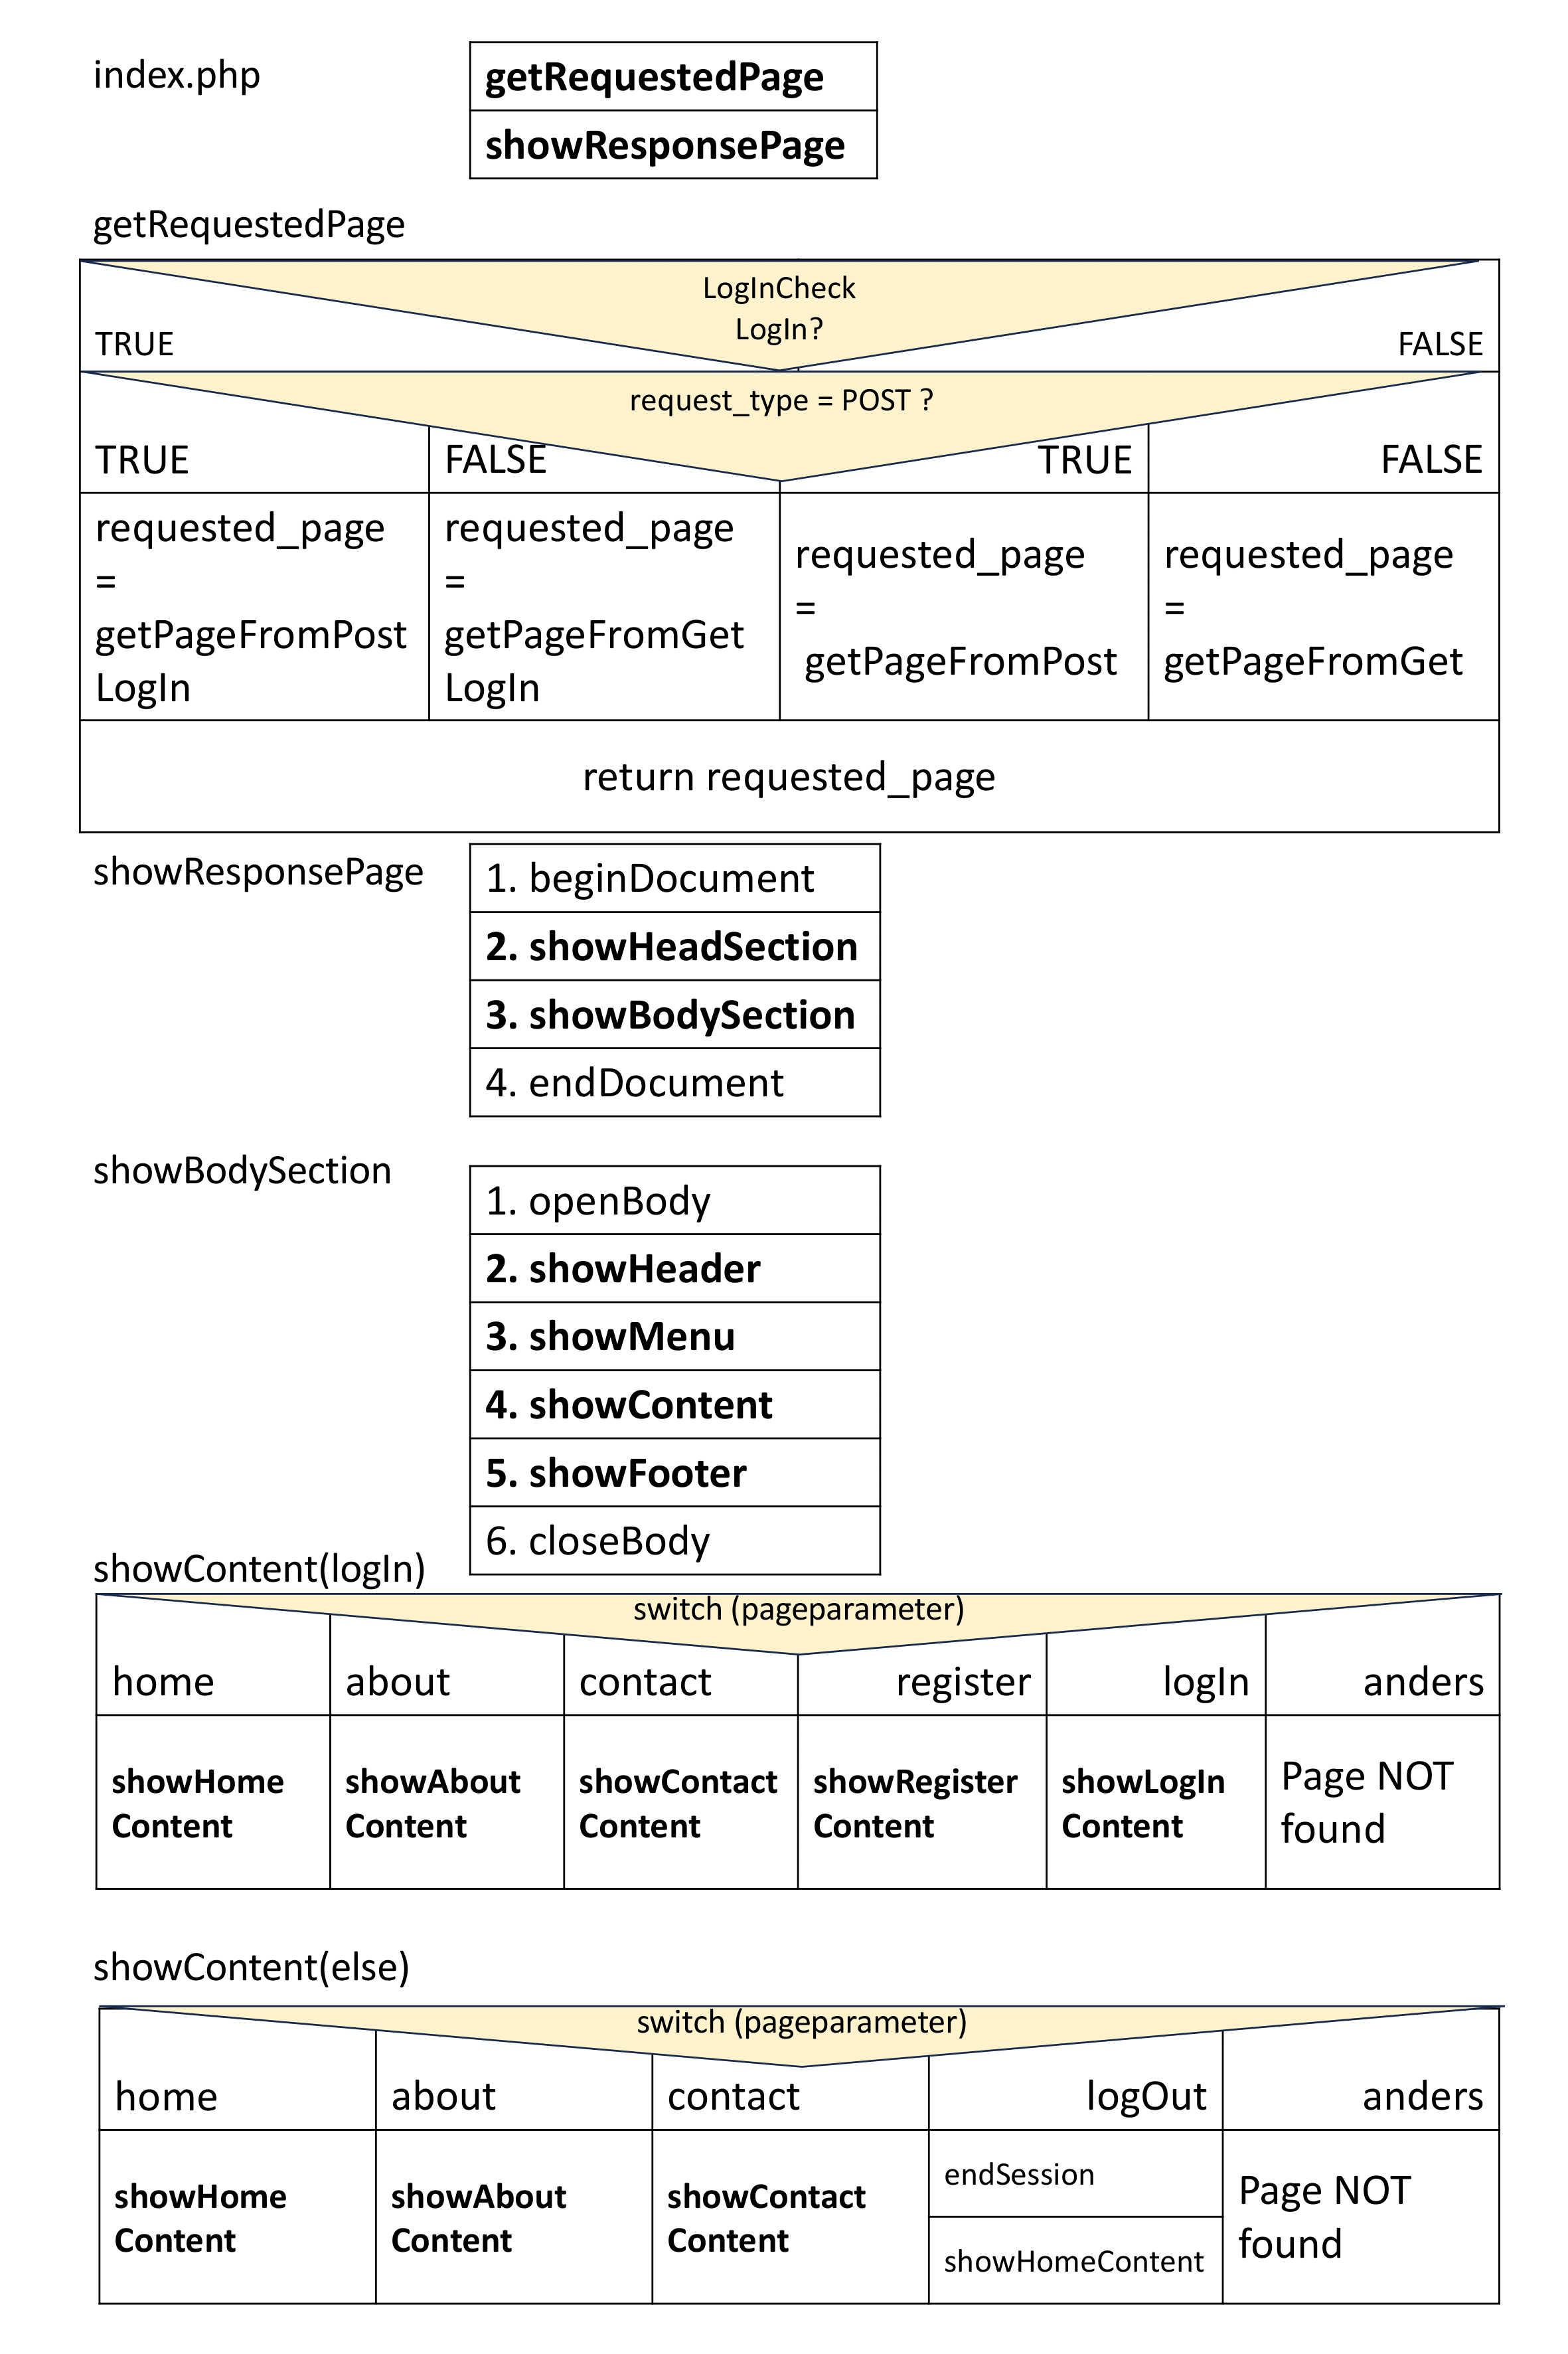 index.php
getRequestedPage
showResponsePage
getRequestedPage
LogInCheck
LogIn?
TRUE
FALSE
request_type = POST ?
TRUE
FALSE
TRUE
FALSE
requested_page
=
getPageFromPost
LogIn
requested_page
=
getPageFromGet
LogIn
requested_page
=
getPageFromPost
requested_page
=
getPageFromGet
return requested_page
showResponsePage
1. beginDocument
2. showHeadSection
3. showBodySection
4. endDocument
showBodySection
1. openBody
2. showHeader
3. showMenu
4. showContent
5. showFooter
6. closeBody
showContent(logIn)
switch (pageparameter)
home
about
contact
register
logIn
anders
showHome
Content
showAbout
Content
showContact
Content
showRegister
Content
showLogIn
Content
Page NOT
found
showContent(else)
switch (pageparameter)
home
about
contact
logOut
anders
showHome
Content
showAbout
Content
showContact
Content
endSession
showHomeContent
Page NOT
found